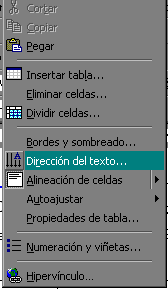 Cortar
Copiar
Pegar
Insertar tabla...
Eliminar celdas...
Dividir celdas...
Bordes y sombreado...
Dirección del texto...
Alineación de celdas
Autoajustar
Propiedades de tabla...
Numeración y viñetas...
Hipervínculo...